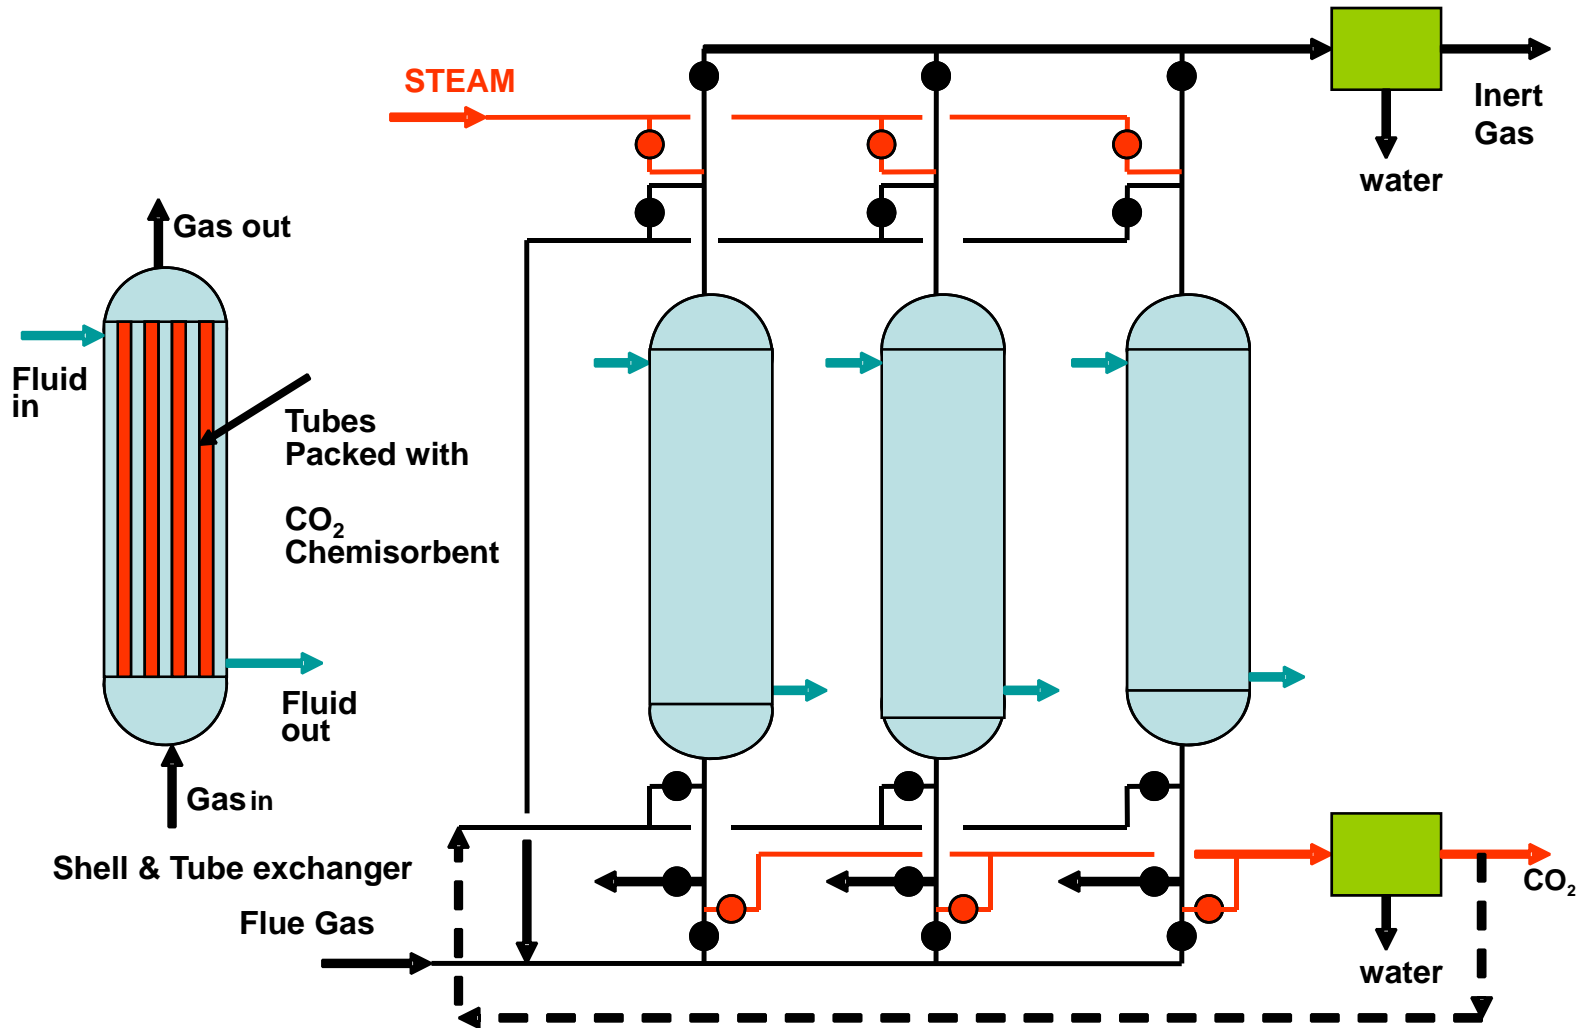 STEAM
Inert
Gas
water
Gas out
Fluid
in
Tubes
Packed with
CO₂
Chemisorbent
Fluid
out
Gas in
Shell & Tube exchanger
Flue Gas
CO₂
water